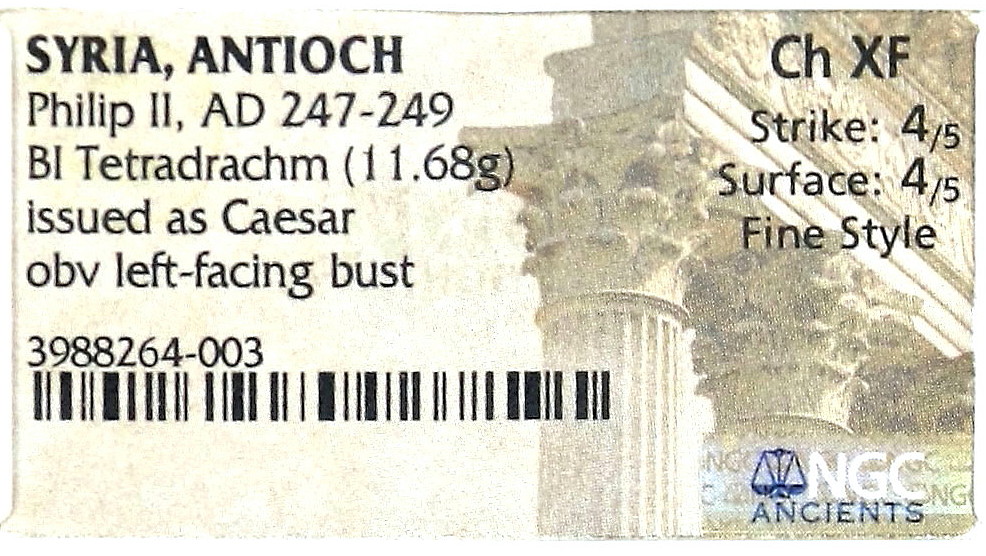 SYRIA, ANTIOCH
Philip II, AD 247-249
BI Tetradrachm (11.68g)
issued as Caesar
obv left-facing bust
3988264-003
Ch XF
Strike: 4/5
Surface: 4/5
Fine Style
NGC
ANCIENTS